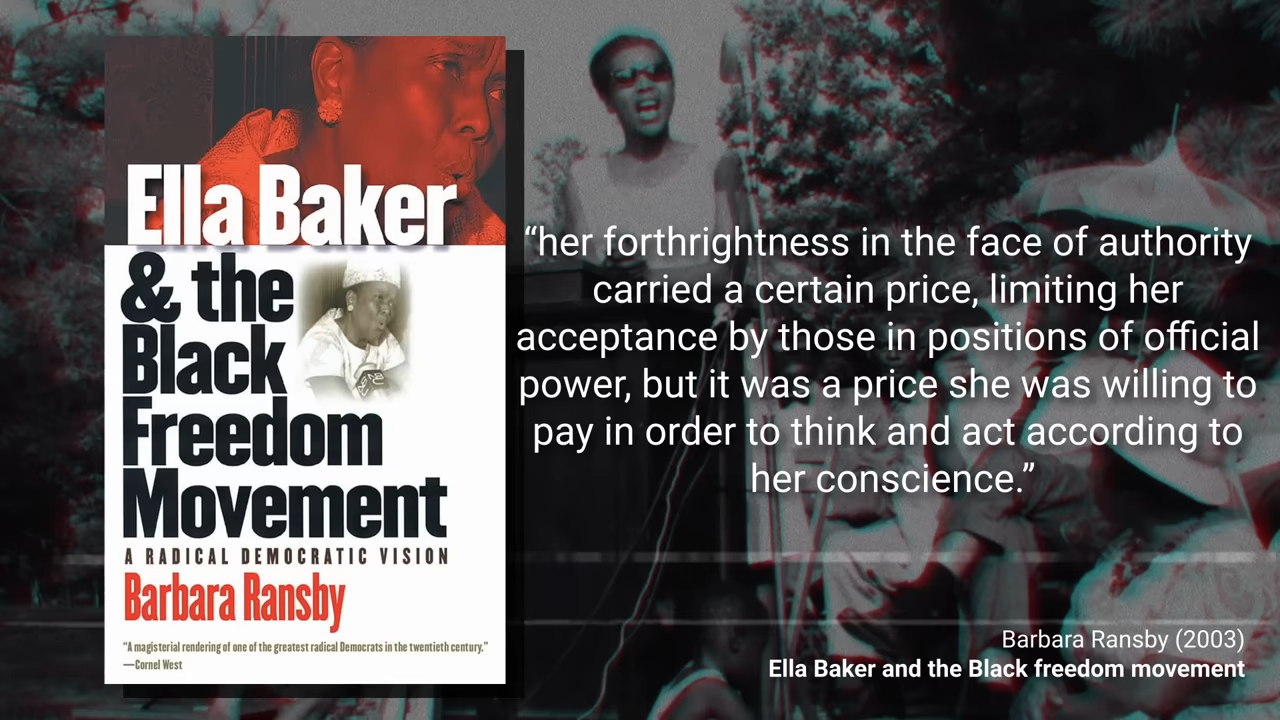 Ella Baker
& the
Black
Freedom
Movement
A RADICAL DEMOCRATIC VISION
Barbara Ransby
“A magisterial rendering of one of the greatest radical Democrats in the twentieth century.”
—Cornel West
“her forthrightness in the face of authority
carried a certain price, limiting her
acceptance by those in positions of official
power, but it was a price she was willing to
pay in order to think and act according to
her conscience.”
Barbara Ransby (2003)
Ella Baker and the Black freedom movement